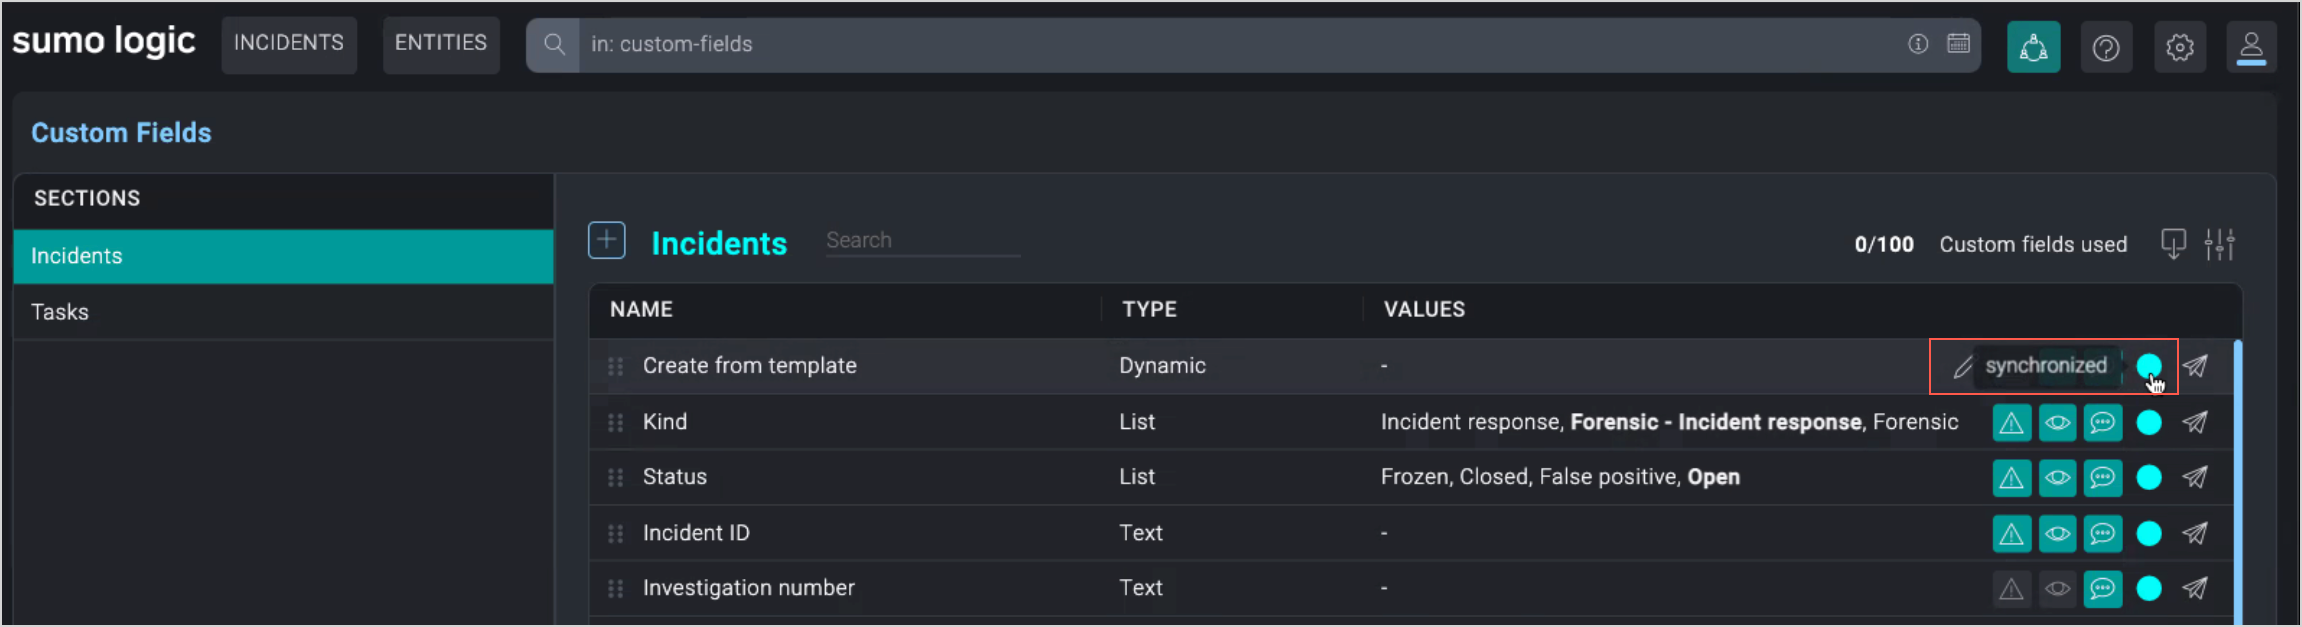 sumo logic INCIDENTS ENTITIES in: custom-fields
Custom Fields
SECTIONS
Incidents
Tasks
Incidents Search 0/100 Custom fields used
NAME TYPE VALUES
Create from template Dynamic - synchronized
Kind List Incident response, Forensic - Incident response, Forensic
Status List Frozen, Closed, False positive, Open
Incident ID Text -
Investigation number Text -